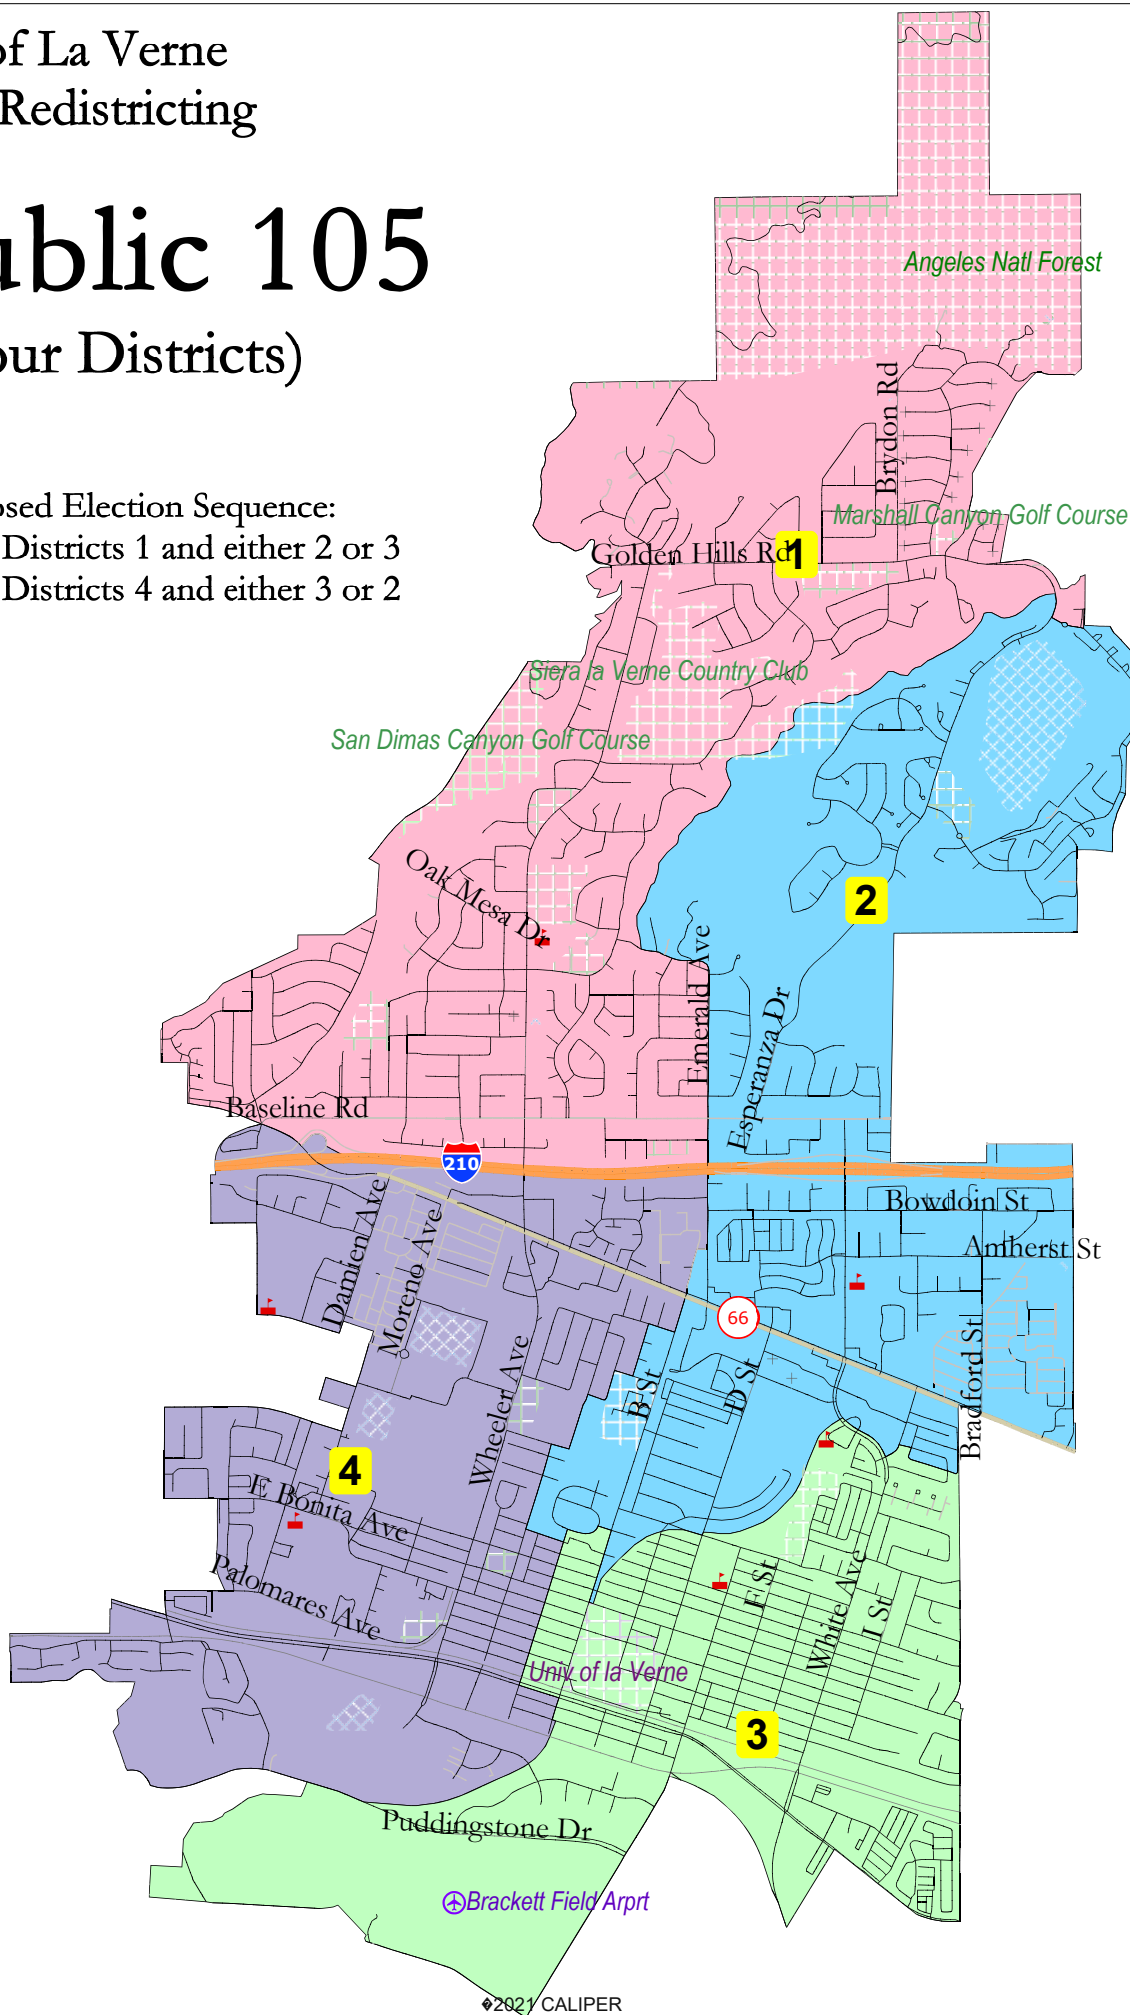 of La Verne
Redistricting
ublic 105
our Districts)
Angeles Natl Forest
Brydon Rd
osed Election Sequence:
Districts 1 and either 2 or 3
Districts 4 and either 3 or 2
Marshall Canyon Golf Course
Golden Hills Rd
1
Siera la Verne Country Club
San Dimas Canyon Golf Course
Oak Mesa Dr
2
Emerald Ave
Esperanza Dr
Baseline Rd
210
Bowdoin St
Amherst St
Damien Ave
Moreno Ave
66
Wheeler Ave
B St
D St
Bradford St
4
E Bonita Ave
Palomares Ave
F St
White Ave
I St
Univ of la Verne
3
Puddingstone Dr
Brackett Field Arprt
�2021 CALIPER